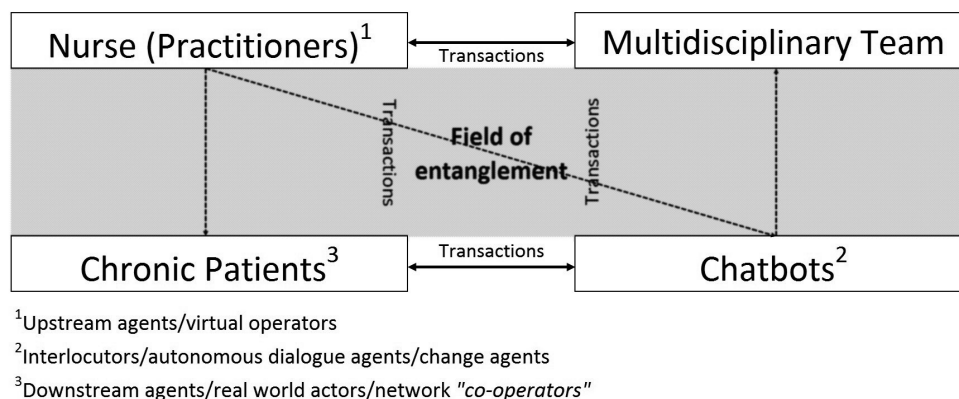 Nurse (Practitioners)1
Transactions
Multidisciplinary Team
Transactions
Field of
entanglement
Transactions
Chronic Patients3
Transactions
Chatbots2
1Upstream agents/virtual operators
2Interlocutors/autonomous dialogue agents/change agents
3Downstream agents/real world actors/network "co-operators"